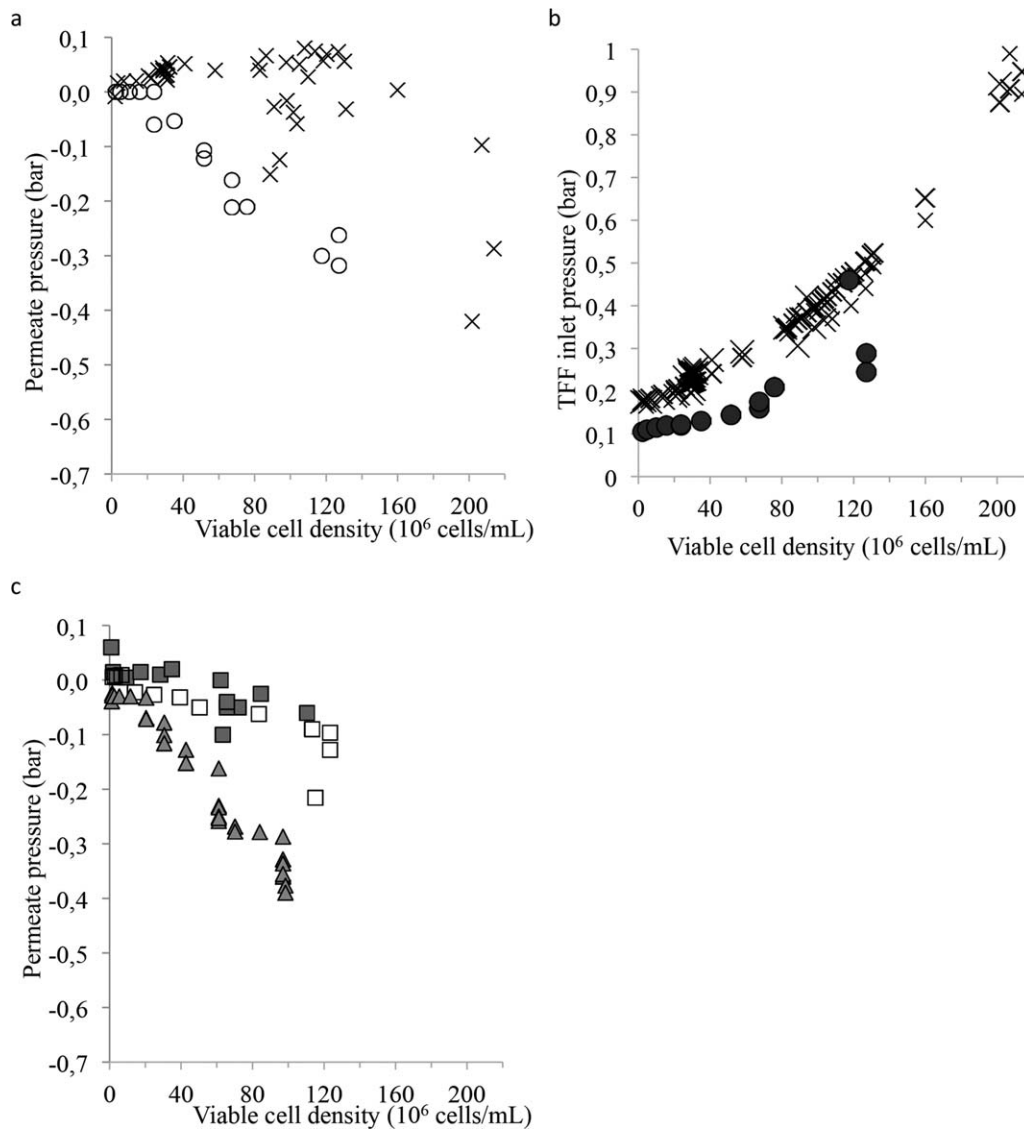 a
0,1
0,0
-0,1
-0,2
-0,3
-0,4
-0,5
-0,6
-0,7
Permeate pressure (bar)
0 40 80 120 160 200
Viable cell density (10⁶ cells/mL)
b
1
0,9
0,8
0,7
0,6
0,5
0,4
0,3
0,2
0,1
0
TFF inlet pressure (bar)
0 40 80 120 160 200
Viable cell density (10⁶ cells/mL)
c
0,1
0,0
-0,1
-0,2
-0,3
-0,4
-0,5
-0,6
-0,7
Permeate pressure (bar)
0 40 80 120 160 200
Viable cell density (10⁶ cells/mL)